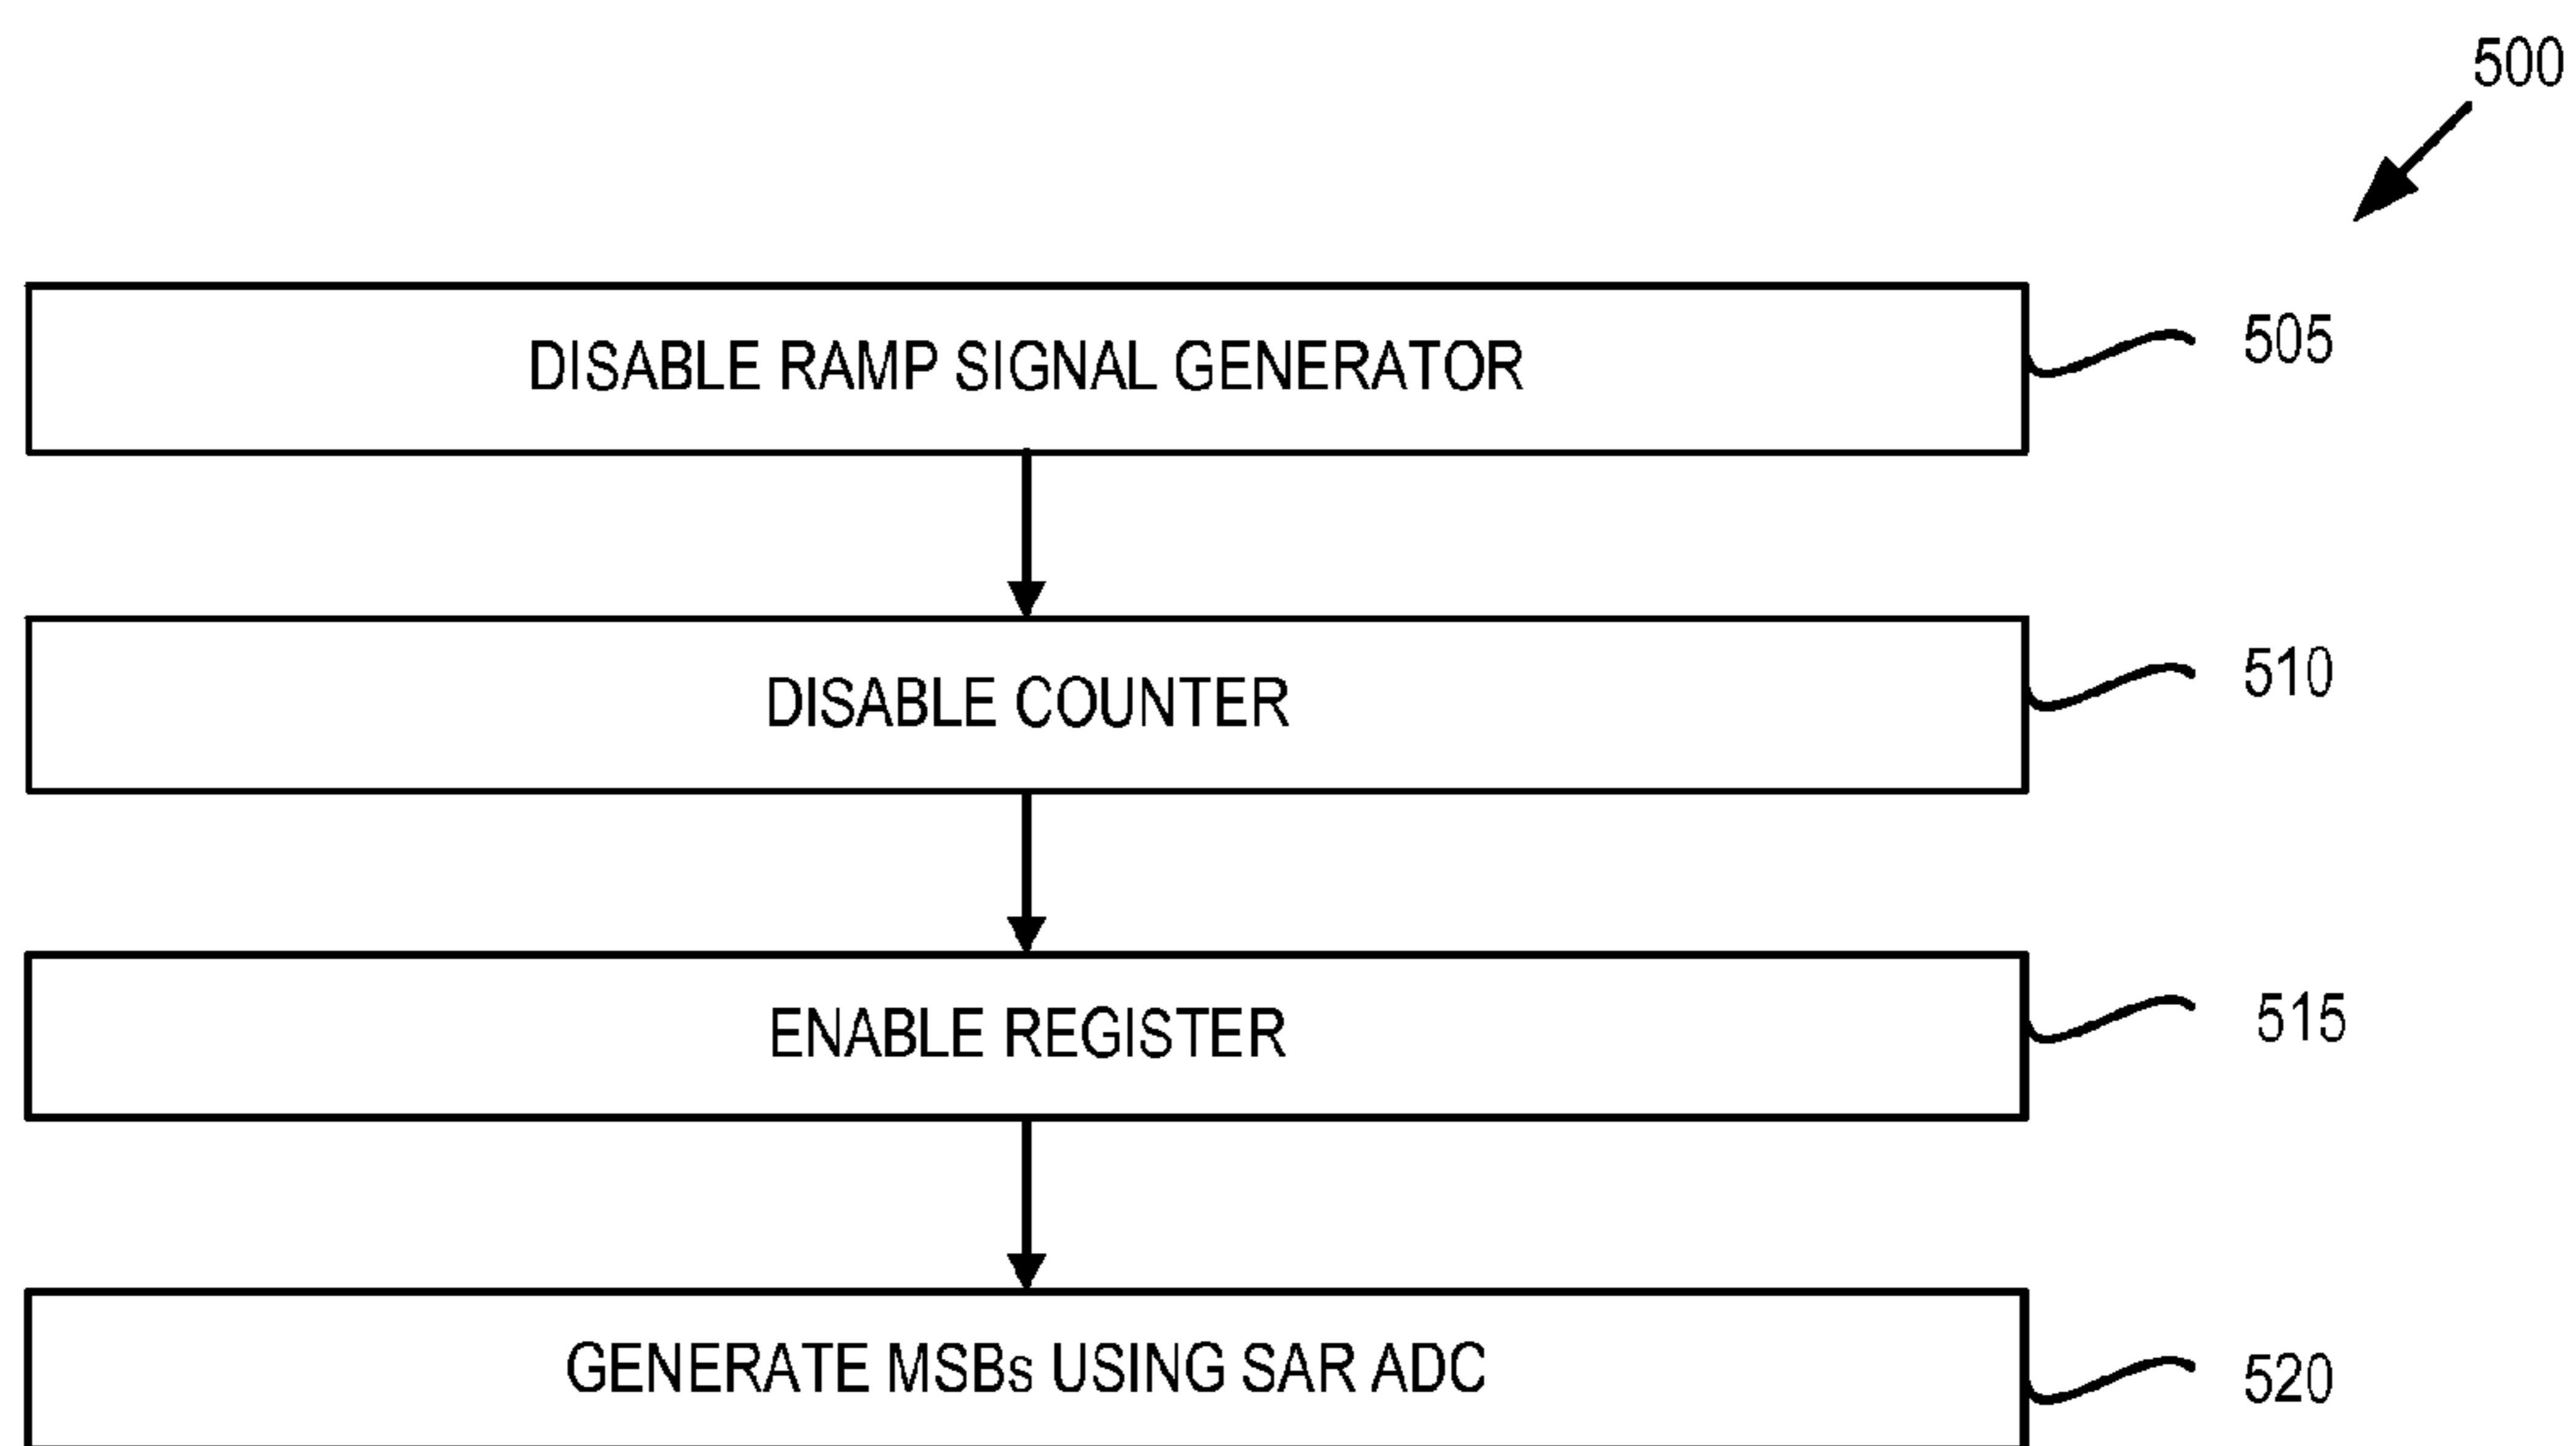 500
DISABLE RAMP SIGNAL GENERATOR
505
DISABLE COUNTER
510
ENABLE REGISTER
515
GENERATE MSBs USING SAR ADC
520